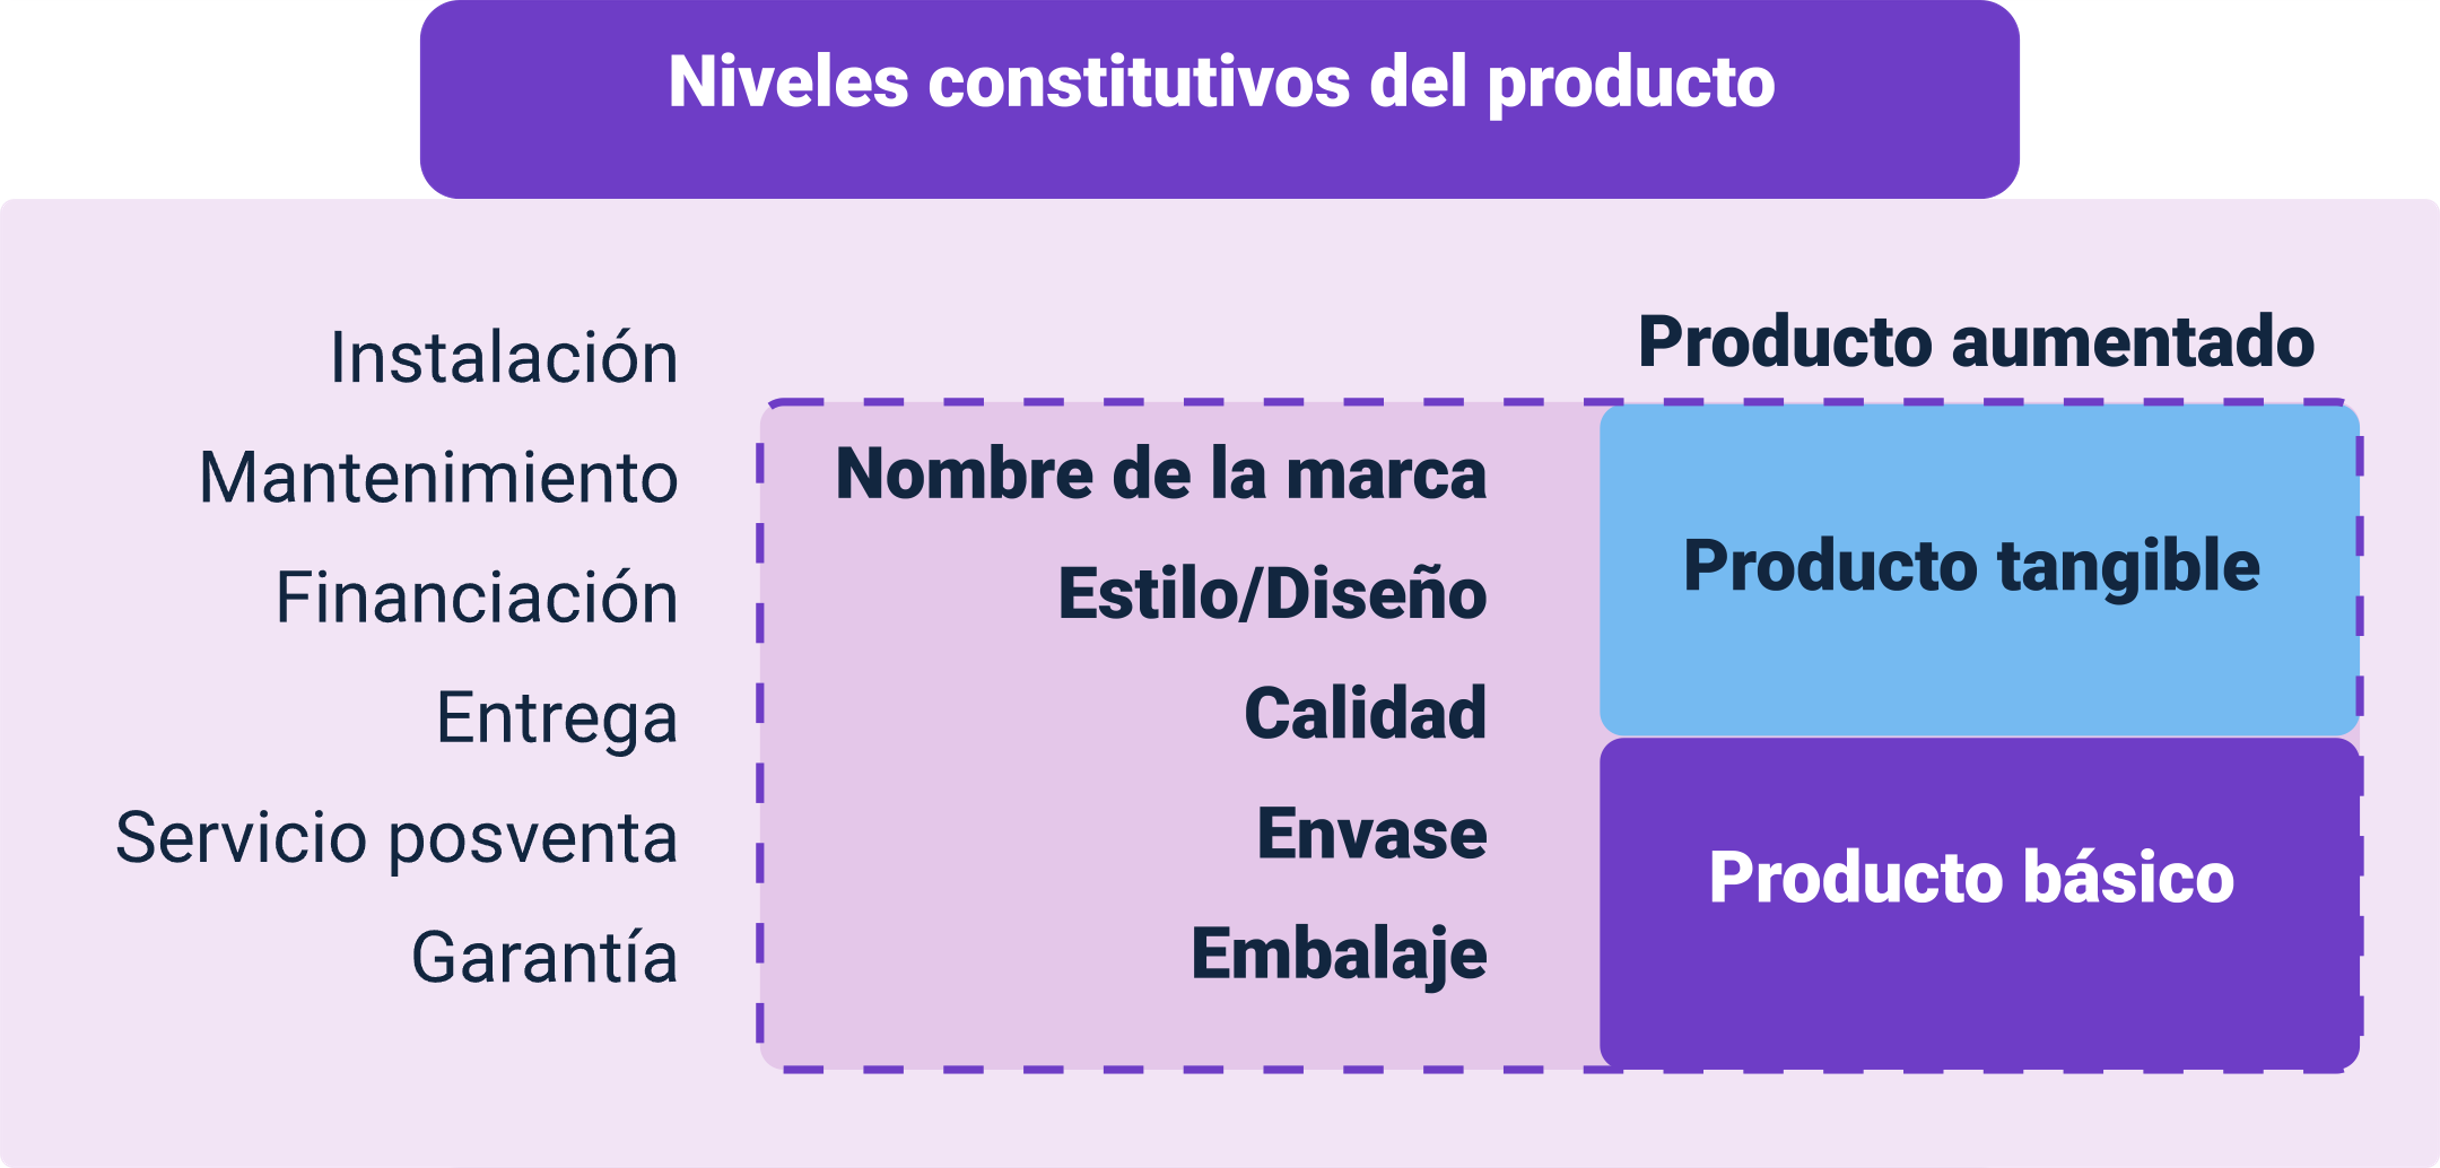 Niveles constitutivos del producto
Instalación
Mantenimiento
Financiación
Entrega
Servicio posventa
Garantía
Nombre de la marca
Estilo/Diseño
Calidad
Envase
Embalaje
Producto aumentado
Producto tangible
Producto básico